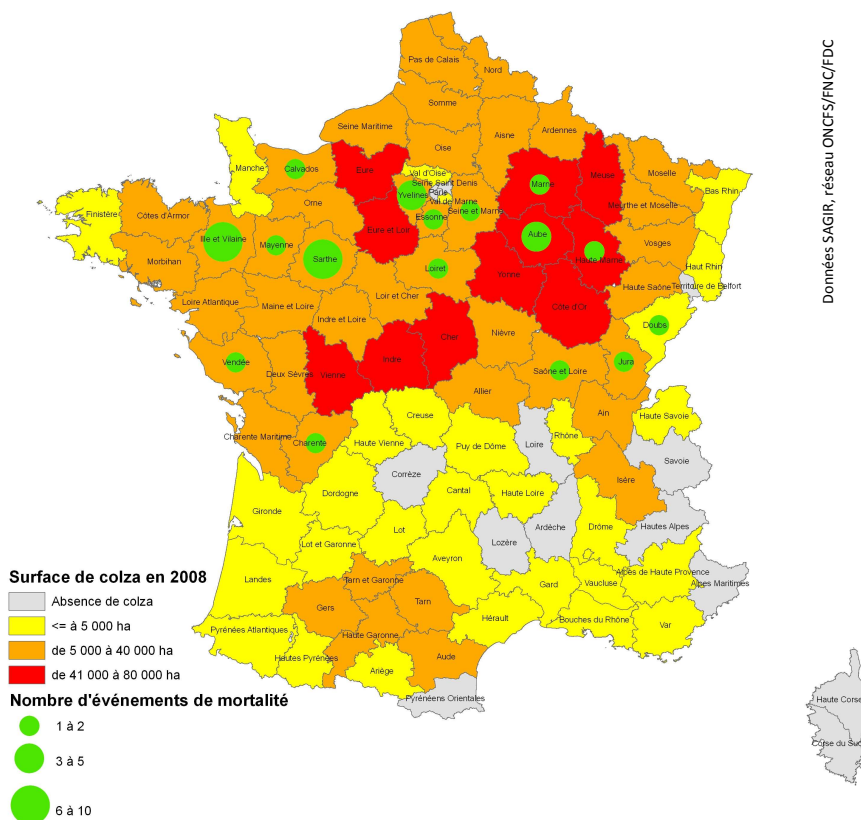 Pas de Calais
Nord
Somme
Seine Maritime
Aisne
Ardennes
Oise
Manche
Calvados
Eure
Val d'Oise
Seine Saint Denis
Yvelines
Val de Marne
Essonne
Seine et Marne
Marne
Meuse
Moselle
Meurthe et Moselle
Bas Rhin
Finistère
Côtes d'Armor
Orne
Eure et Loir
Aube
Haute Marne
Vosges
Haut Rhin
Ille et Vilaine
Mayenne
Sarthe
Morbihan
Loiret
Yonne
Haute Saône
Territoire de Belfort
Loire Atlantique
Maine et Loire
Loir et Cher
Indre et Loire
Côte d'Or
Doubs
Nièvre
Cher
Indre
Vienne
Deux Sèvres
Vendée
Saône et Loire
Jura
Allier
Charente Maritime
Charente
Haute Vienne
Creuse
Puy de Dôme
Loire
Rhône
Ain
Haute Savoie
Savoie
Corrèze
Isère
Gironde
Dordogne
Cantal
Haute Loire
Ardèche
Drôme
Hautes Alpes
Lot
Lot et Garonne
Aveyron
Lozère
Landes
Tarn et Garonne
Gers
Tarn
Gard
Vaucluse
Alpes de Haute Provence
Alpes Maritimes
Hérault
Bouches du Rhône
Var
Pyrénées Atlantiques
Hautes Pyrénées
Haute Garonne
Ariège
Aude
Pyrénéens Orientales
Haute Corse
Corse du Sud
Données SAGIR, réseau ONCFS/FNC/FDC
Surface de colza en 2008
Absence de colza
<= à 5 000 ha
de 5 000 à 40 000 ha
de 41 000 à 80 000 ha
Nombre d'événements de mortalité
1 à 2
3 à 5
6 à 10